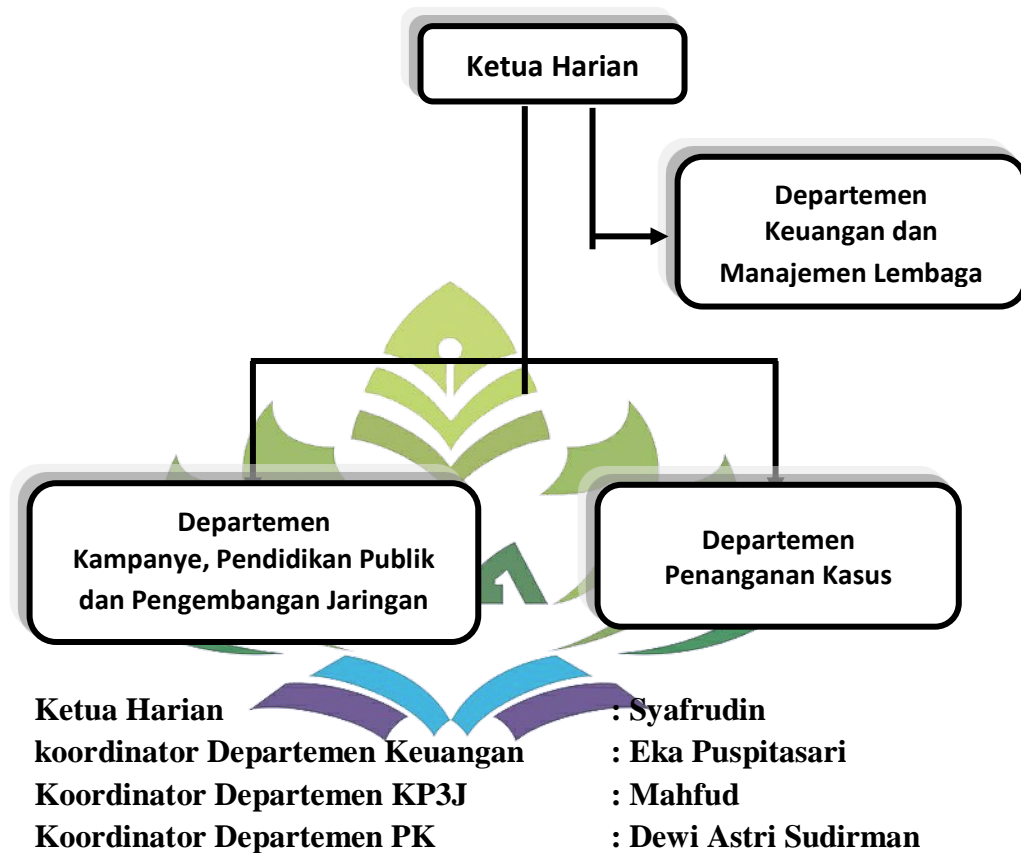 Ketua Harian
Departemen
Keuangan dan
Manajemen Lembaga
Departemen
Kampanye, Pendidikan Publik
dan Pengembangan Jaringan
Departemen
Penanganan Kasus
Ketua Harian : Syafrudin
koordinator Departemen Keuangan : Eka Puspitasari
Koordinator Departemen KP3J : Mahfud
Koordinator Departemen PK : Dewi Astri Sudirman